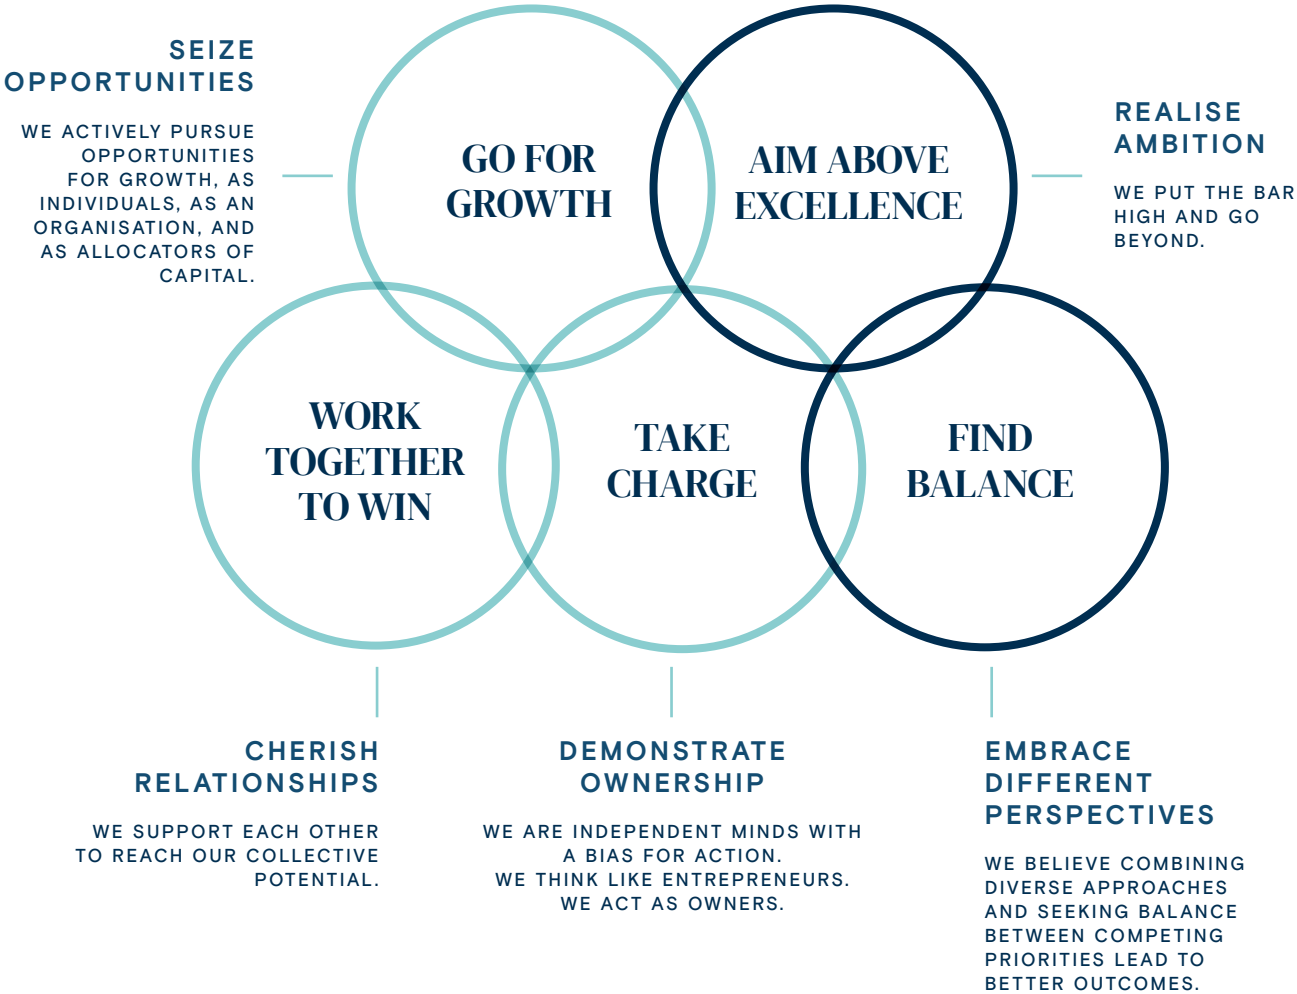 SEIZE
OPPORTUNITIES
WE ACTIVELY PURSUE
OPPORTUNITIES
FOR GROWTH, AS
INDIVIDUALS, AS AN
ORGANISATION, AND
AS ALLOCATORS OF
CAPITAL.
GO FOR
GROWTH
AIM ABOVE
EXCELLENCE
REALISE
AMBITION
WE PUT THE BAR
HIGH AND GO
BEYOND.
WORK
TOGETHER
TO WIN
TAKE
CHARGE
FIND
BALANCE
CHERISH
RELATIONSHIPS
WE SUPPORT EACH OTHER
TO REACH OUR COLLECTIVE
POTENTIAL.
DEMONSTRATE
OWNERSHIP
WE ARE INDEPENDENT MINDS WITH
A BIAS FOR ACTION.
WE THINK LIKE ENTREPRENEURS.
WE ACT AS OWNERS.
EMBRACE
DIFFERENT
PERSPECTIVES
WE BELIEVE COMBINING
DIVERSE APPROACHES
AND SEEKING BALANCE
BETWEEN COMPETING
PRIORITIES LEAD TO
BETTER OUTCOMES.